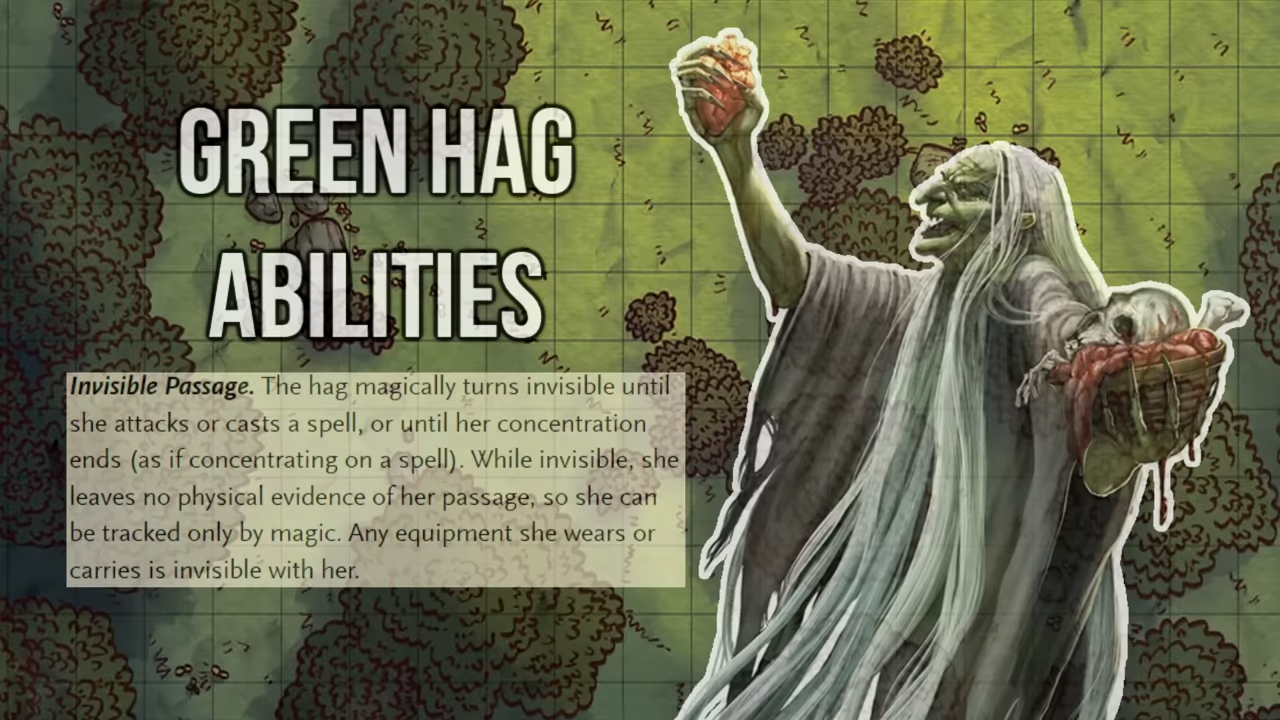 GREEN HAG
ABILITIES
Invisible Passage. The hag magically turns invisible until
she attacks or casts a spell, or until her concentration
ends (as if concentrating on a spell). While invisible, she
leaves no physical evidence of her passage, so she can
be tracked only by magic. Any equipment she wears or
carries is invisible with her.